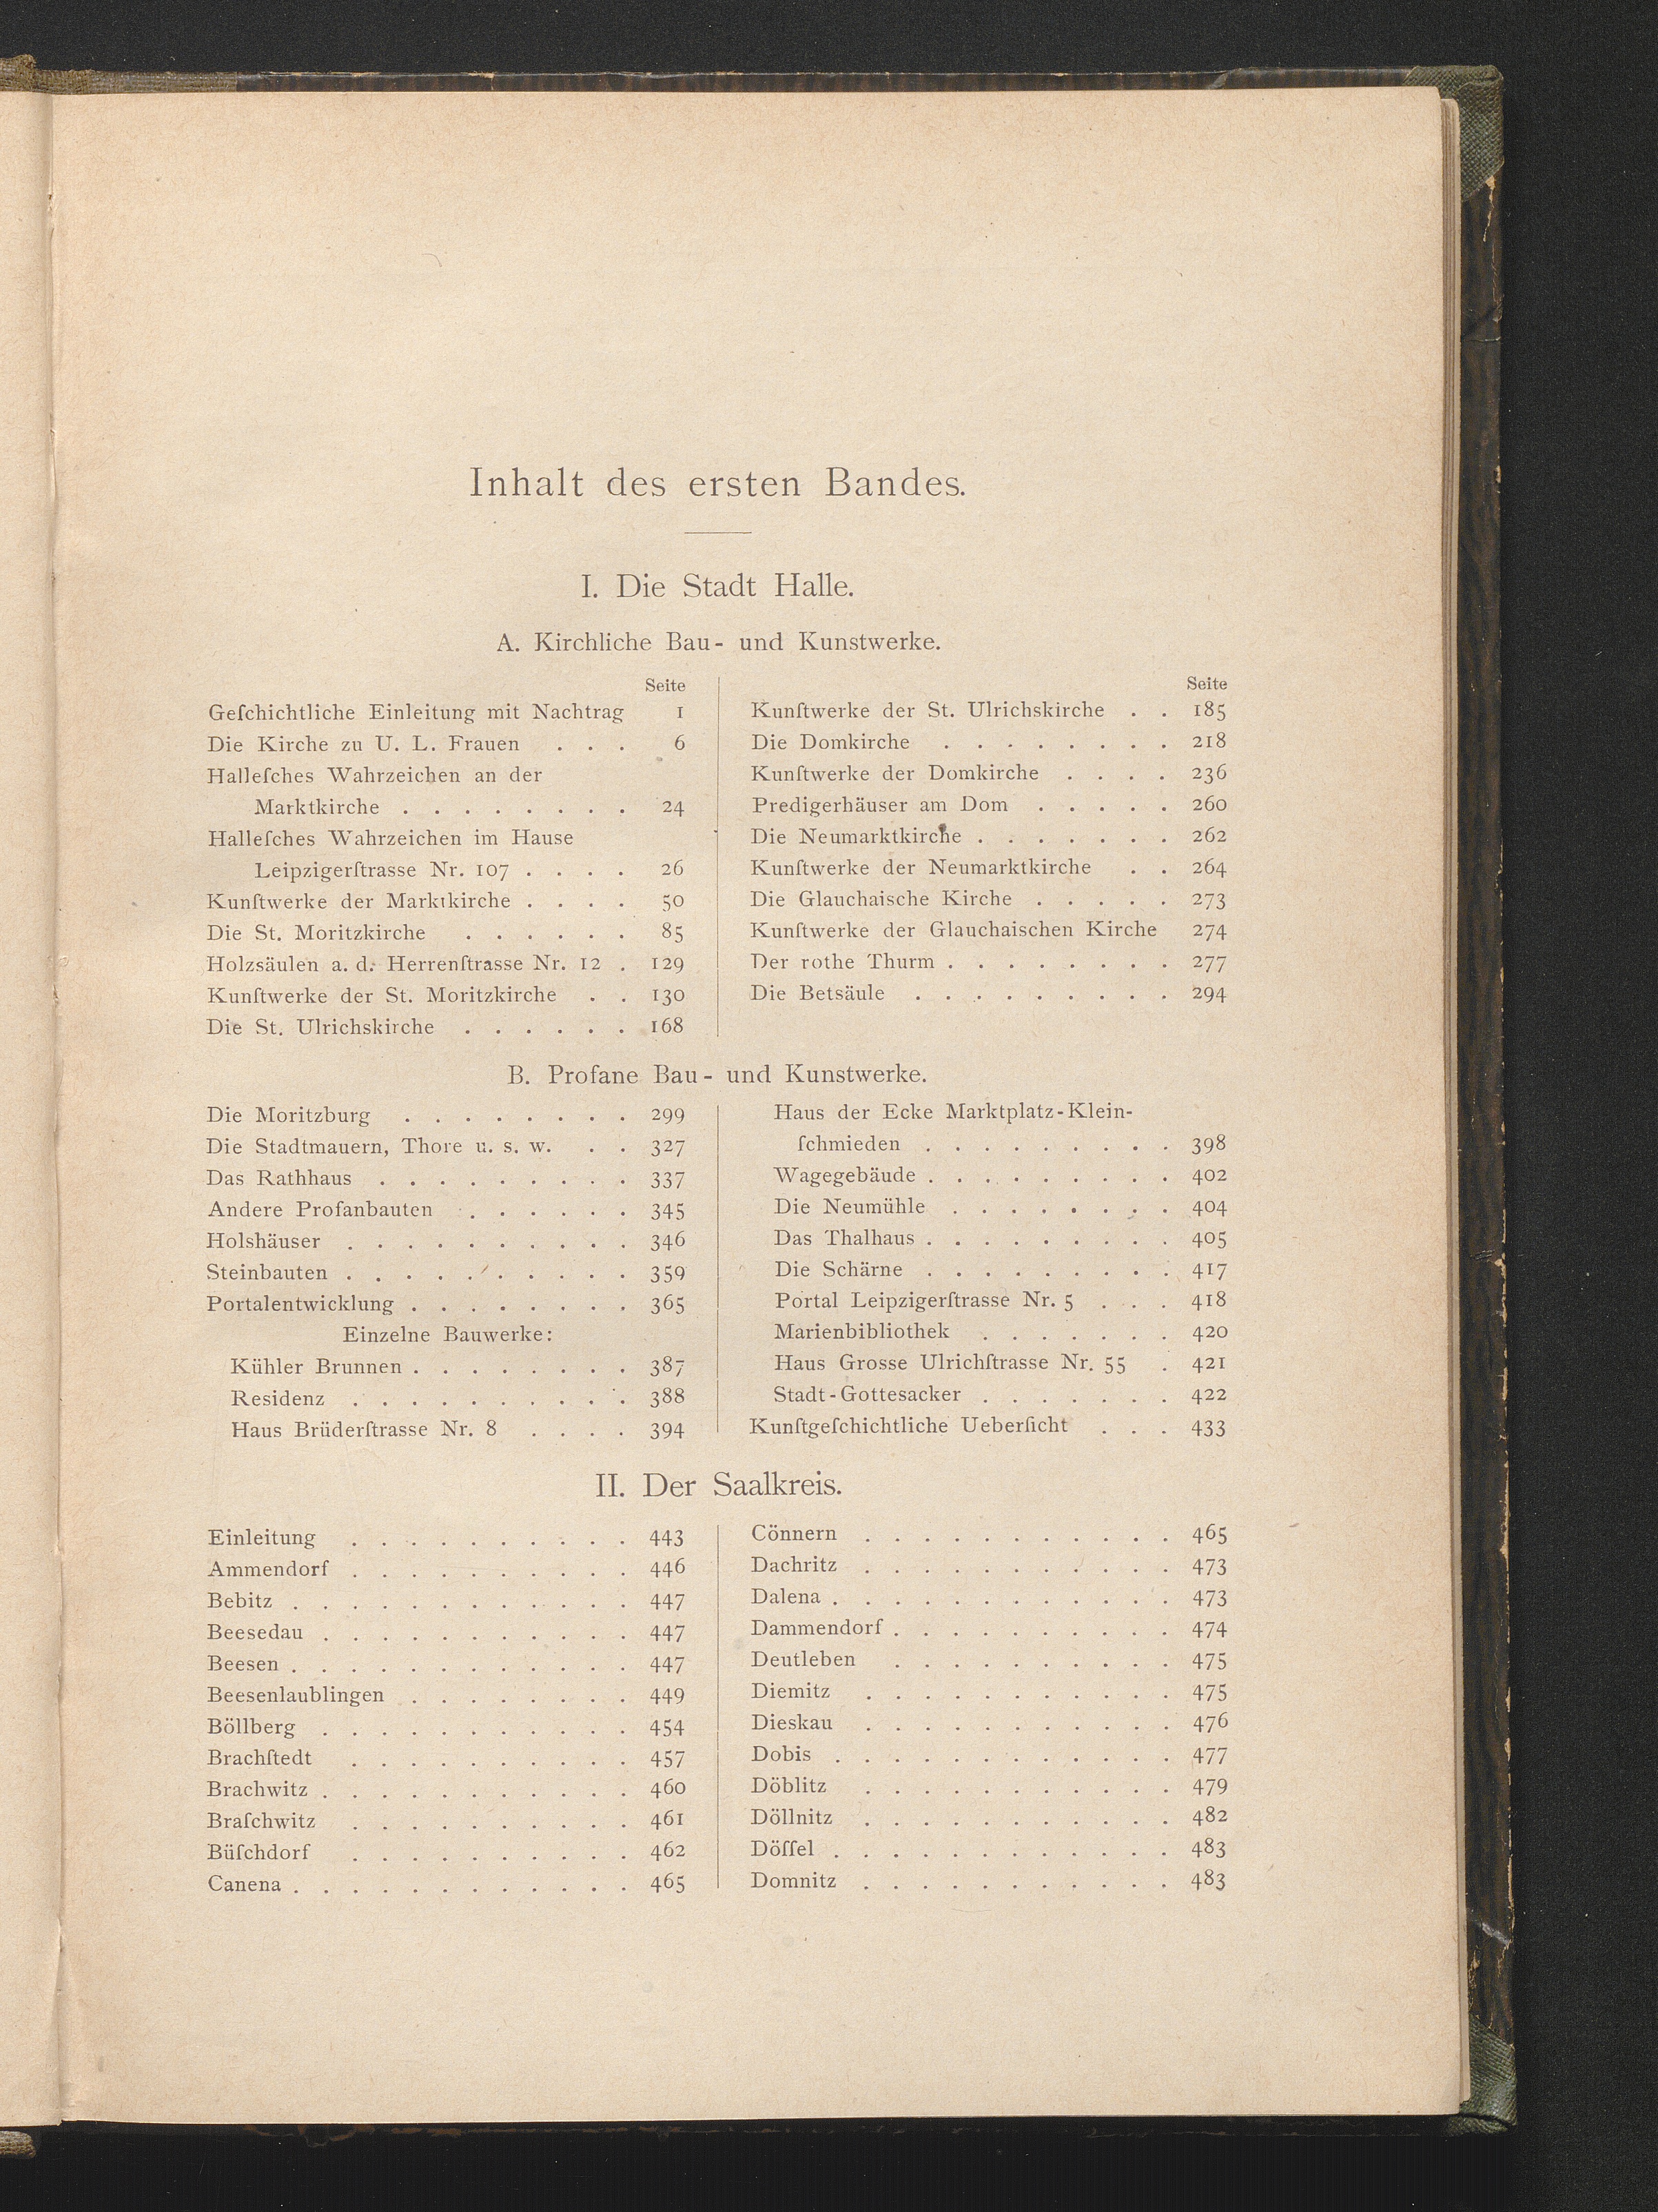 Inhalt des ersten Bandes.
I. Die Stadt Halle.
A. Kirchliche Bau- und Kunstwerke.
Seite
Geſchichtliche Einleitung mit Nachtrag 1
Die Kirche zu U. L. Frauen . . . 6
Halleſches Wahrzeichen an der
Marktkirche . . . . . . . . 24
Halleſches Wahrzeichen im Hause
Leipzigerſtrasse Nr. 107 . . . . 26
Kunſtwerke der Marktkirche . . . . 50
Die St. Moritzkirche . . . . . . 85
Holzsäulen a. d. Herrenſtrasse Nr. 12 . 129
Kunſtwerke der St. Moritzkirche . . 130
Die St. Ulrichskirche . . . . . . 168
Seite
Kunſtwerke der St. Ulrichskirche . . 185
Die Domkirche . . . . . . . . 218
Kunſtwerke der Domkirche . . . . 236
Predigerhäuser am Dom . . . . . 260
Die Neumarktkirche . . . . . . . 262
Kunſtwerke der Neumarktkirche . . 264
Die Glauchaische Kirche . . . . . 273
Kunſtwerke der Glauchaischen Kirche 274
Der rothe Thurm . . . . . . . . 277
Die Betsäule . . . . . . . . . 294
B. Profane Bau- und Kunstwerke.
Die Moritzburg . . . . . . . . 299
Die Stadtmauern, Thore u. s. w. . . 327
Das Rathhaus . . . . . . . . . 337
Andere Profanbauten . . . . . . 345
Holshäuser . . . . . . . . . . 346
Steinbauten . . . . . . . . . . 359
Portalentwicklung . . . . . . . . 365
Einzelne Bauwerke:
Kühler Brunnen . . . . . . . . 387
Residenz . . . . . . . . . . 388
Haus Brüderſtrasse Nr. 8 . . . . 394
Haus der Ecke Marktplatz-Klein-
ſchmieden . . . . . . . . . 398
Wagegebäude . . . . . . . . . 402
Die Neumühle . . . . . . . . 404
Das Thalhaus . . . . . . . . . 405
Die Schärne . . . . . . . . . 417
Portal Leipzigerſtrasse Nr. 5 . . . 418
Marienbibliothek . . . . . . . 420
Haus Grosse Ulrichſtrasse Nr. 55 . 421
Stadt-Gottesacker . . . . . . . 422
Kunſtgeſchichtliche Ueberſicht . . . 433
II. Der Saalkreis.
Einleitung . . . . . . . . . . 443
Ammendorf . . . . . . . . . . 446
Bebitz . . . . . . . . . . . . 447
Beesedau . . . . . . . . . . . 447
Beesen . . . . . . . . . . . . 447
Beesenlaublingen . . . . . . . . 449
Böllberg . . . . . . . . . . . 454
Brachſtedt . . . . . . . . . . 457
Brachwitz . . . . . . . . . . . 460
Braſchwitz . . . . . . . . . . 461
Büſchdorf . . . . . . . . . . 462
Canena . . . . . . . . . . . . 465
Cönnern . . . . . . . . . . . 465
Dachritz . . . . . . . . . . . 473
Dalena . . . . . . . . . . . . 473
Dammendorf . . . . . . . . . . 474
Deutleben . . . . . . . . . . 475
Diemitz . . . . . . . . . . . 475
Dieskau . . . . . . . . . . . 476
Dobis . . . . . . . . . . . . 477
Döblitz . . . . . . . . . . . 479
Döllnitz . . . . . . . . . . . 482
Döſſel . . . . . . . . . . . . 483
Domnitz . . . . . . . . . . . 483